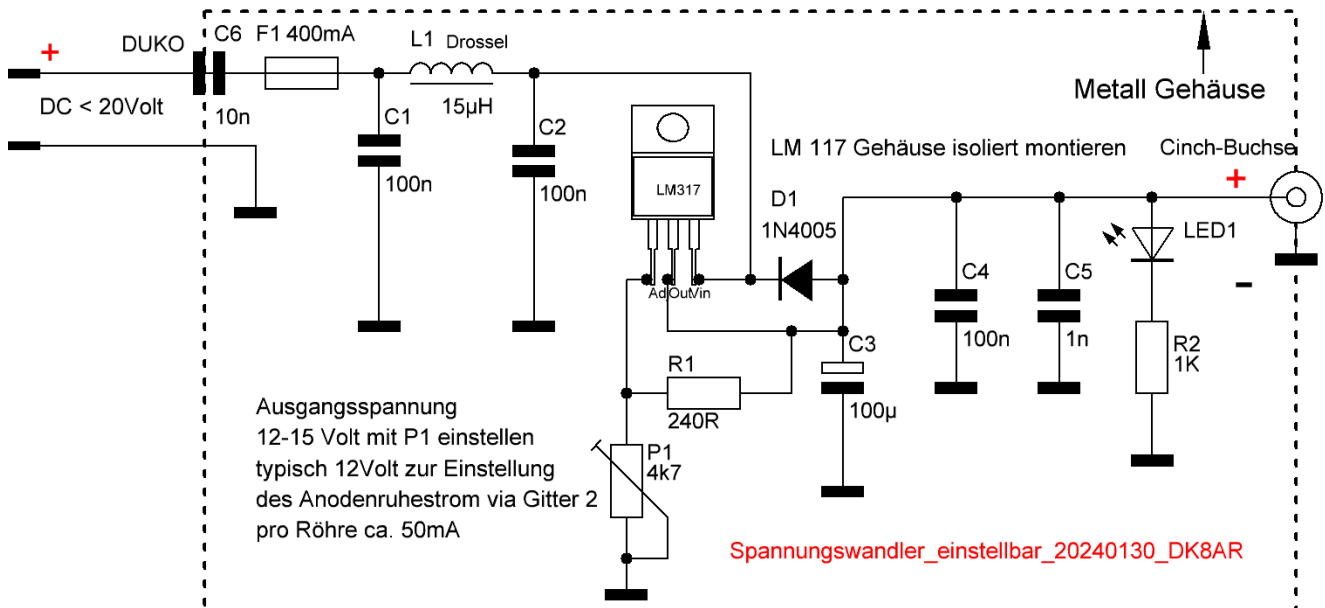 +
DUKO
C6
F1 400mA
L1 Drossel
DC < 20Volt
10n
15µH
C1
100n
C2
100n
Metall Gehäuse
LM317
LM 117 Gehäuse isoliert montieren
Cinch-Buchse
+
D1
1N4005
LED1
Ad Out Vin
C4
100n
C5
1n
-
R2
1K
C3
100µ
R1
240R
P1
4k7
Ausgangsspannung
12-15 Volt mit P1 einstellen
typisch 12Volt zur Einstellung
des Anodenruhestrom via Gitter 2
pro Röhre ca. 50mA
Spannungswandler_einstellbar_20240130_DK8AR